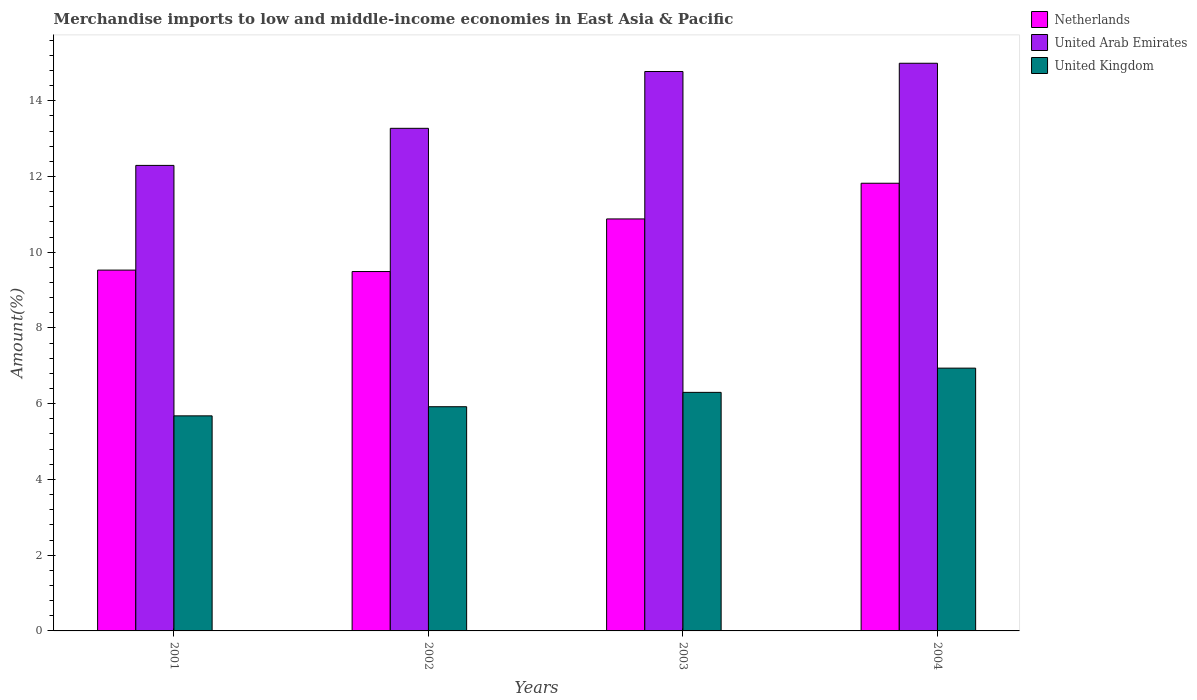 Merchandise imports to low and middle-income economies in East Asia & Pacific
Netherlands
United Arab Emirates
United Kingdom
Amount(%)
14
12
10
8
6
4
2
0
2001
2002
2003
2004
Years